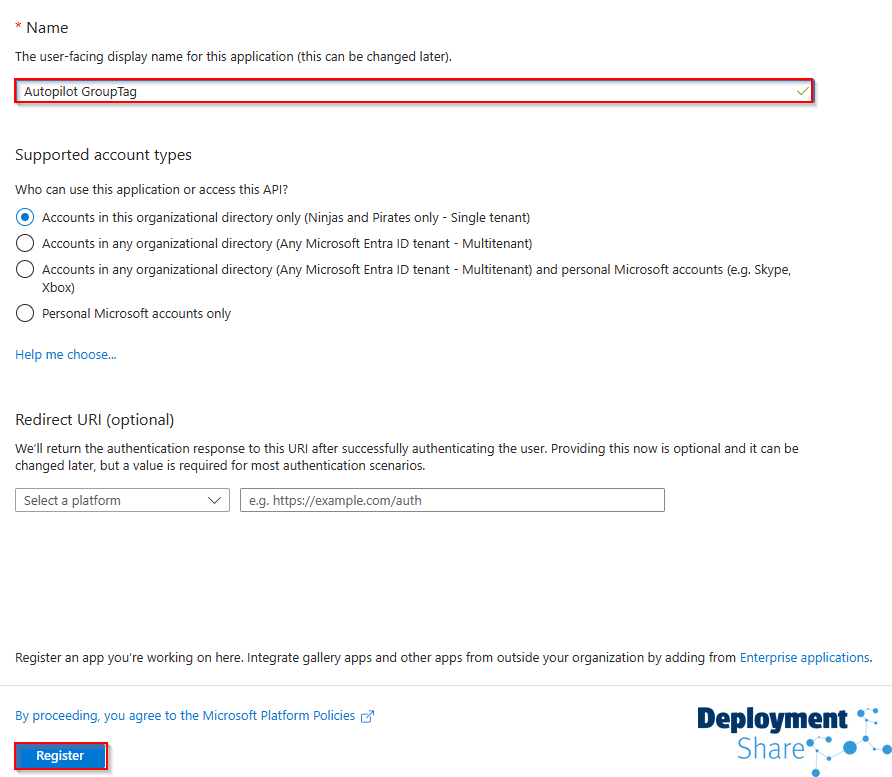 * Name
The user-facing display name for this application (this can be changed later).
Autopilot GroupTag
Supported account types
Who can use this application or access this API?
Accounts in this organizational directory only (Ninjas and Pirates only - Single tenant)
Accounts in any organizational directory (Any Microsoft Entra ID tenant - Multitenant)
Accounts in any organizational directory (Any Microsoft Entra ID tenant - Multitenant) and personal Microsoft accounts (e.g. Skype,
Xbox)
Personal Microsoft accounts only
Help me choose...
Redirect URI (optional)
We'll return the authentication response to this URI after successfully authenticating the user. Providing this now is optional and it can be
changed later, but a value is required for most authentication scenarios.
Select a platform e.g. https://example.com/auth
Register an app you're working on here. Integrate gallery apps and other apps from outside your organization by adding from Enterprise applications.
By proceeding, you agree to the Microsoft Platform Policies
Deployment
Share
Register